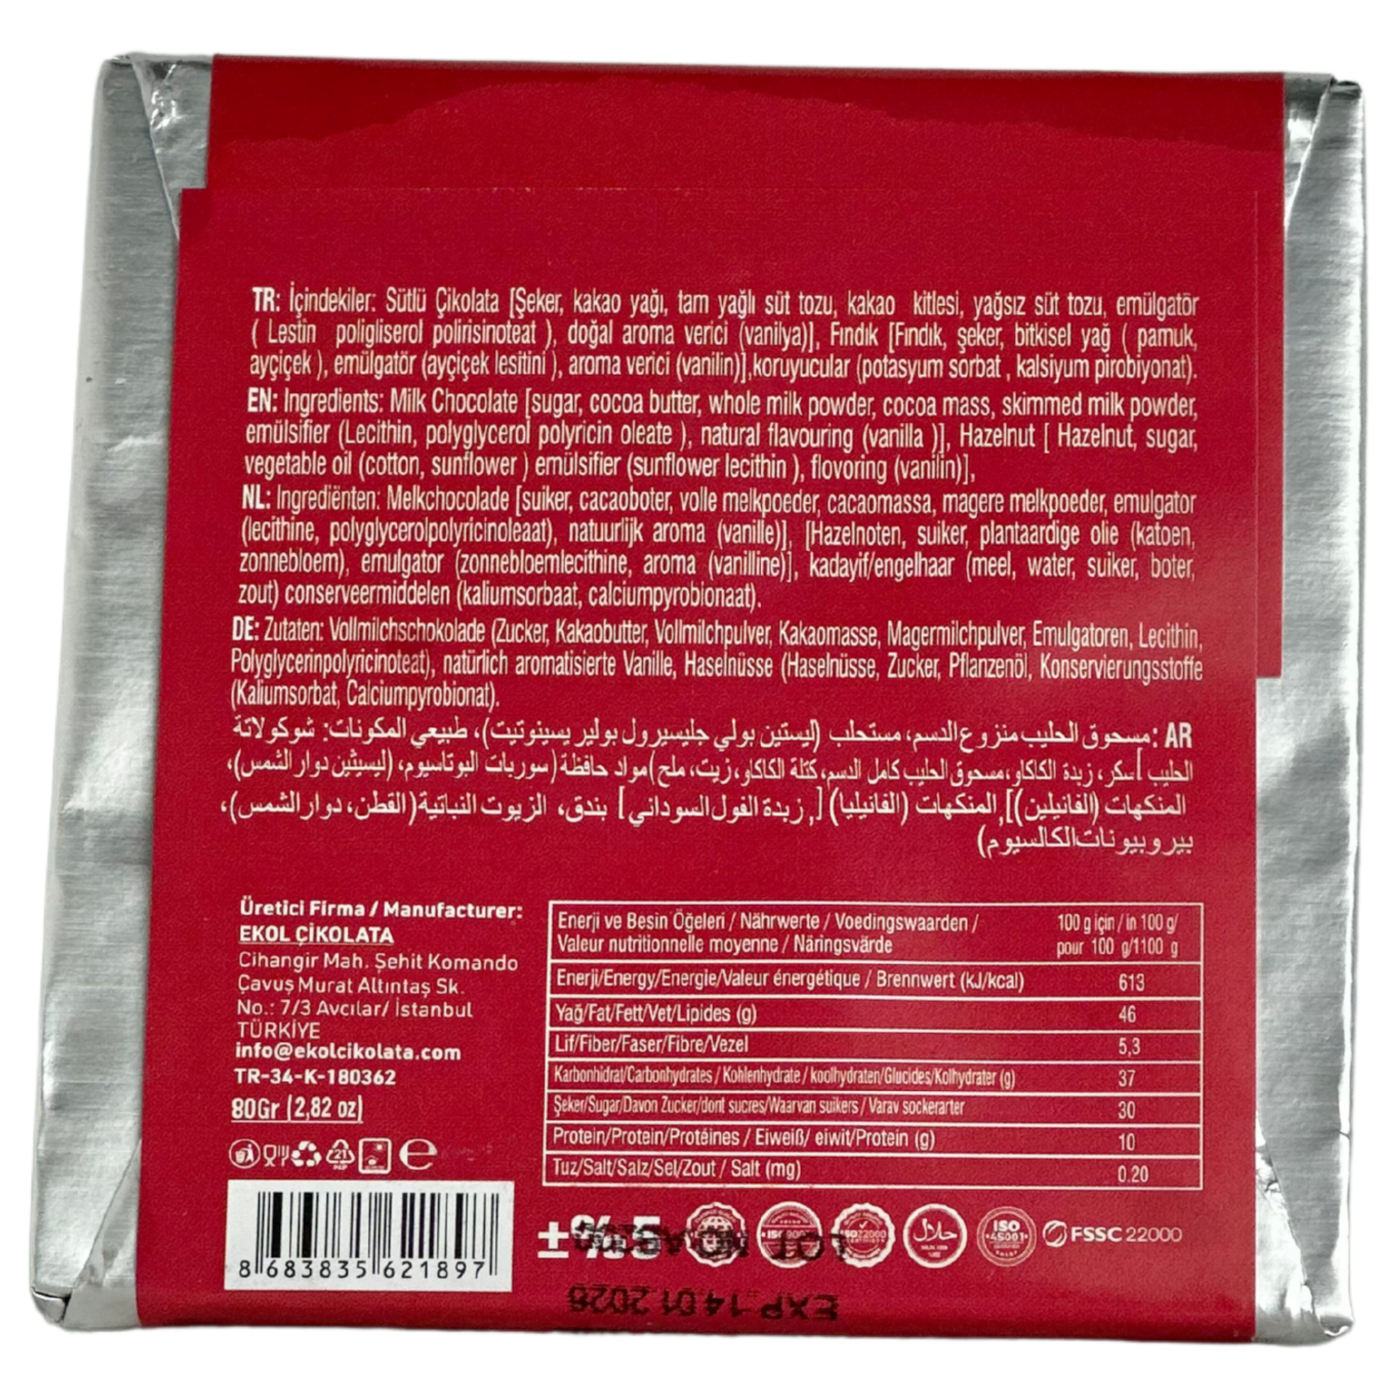 TR: İçindekiler: Sütlü Çikolata [Şeker, kakao yağı, tam yağlı süt tozu, kakao kitlesi, yağsız süt tozu, emülgatör
( Lestin poligliserol polirisinoteat ), doğal aroma verici (vanilya)], Fındık [Fındık, şeker, bitkisel yağ ( pamuk,
ayçiçek ), emülgatör (ayçiçek lesitini ), aroma verici (vanilin)],koruyucular (potasyum sorbat , kalsiyum pirobiyonat).
EN: Ingredients: Milk Chocolate [sugar, cocoa butter, whole milk powder, cocoa mass, skimmed milk powder,
emülsifier (Lecithin, polyglycerol polyricin oleate ), natural flavouring (vanilla )], Hazelnut [ Hazelnut, sugar,
vegetable oil (cotton, sunflower ) emülsifier (sunflower lecithin ), flovoring (vanilin)],
NL: Ingrediënten: Melkchocolade [suiker, cacaoboter, volle melkpoeder, cacaomassa, magere melkpoeder, emulgator
(lecithine, polyglycerolpolyricinoleaat), natuurlijk aroma (vanille)], [Hazelnoten, suiker, plantaardige olie (katoen,
zonnebloem), emulgator (zonnebloemlecithine, aroma (vanilline)], kadayif/engelhaar (meel, water, suiker, boter,
zout) conserveermiddelen (kaliumsorbaat, calciumpyrobionaat).
DE: Zutaten: Vollmilchschokolade (Zucker, Kakaobutter, Vollmilchpulver, Kakaomasse, Magermilchpulver, Emulgatoren, Lecithin,
Polyglycerinpolyricinoteat), natürlich aromatisierte Vanille, Haselnüsse (Haselnüsse, Zucker, Pflanzenöl, Konservierungsstoffe
(Kaliumsorbat, Calciumpyrobionat).
AR :مسحوق الحليب منزوع الدسم، مستحلب (ليستين بولي جليسيرول بولير يسينوتيت)، طبيعي المكونات: شوكولاتة
الحليب [سكر، زبدة الكاكاو، مسحوق الحليب كامل الدسم، كتلة الكاكاو، زيت، ملح) مواد حافظة (سوربات البوتاسيوم، (ليسيثين دوار الشمس)،
المنكهات (الفانيلين)[, المنكهات (الفانيليا) [, زبدة الفول السوداني] بندق، الزيوت النباتية (القطن، دوار الشمس)،
بيروبيوناتالكالسيوم)
Üretici Firma / Manufacturer:
EKOL ÇİKOLATA
Cihangir Mah. Şehit Komando
Çavuş Murat Altıntaş Sk.
No.: 7/3 Avcılar/ İstanbul
TÜRKİYE
info@ekolcikolata.com
TR-34-K-180362
80Gr (2,82 oz)
21
PAP
e
8 683835 621897
Enerji ve Besin Öğeleri / Nährwerte / Voedingswaarden /
Valeur nutritionnelle moyenne / Näringsvärde
100 g için / in 100 g/
pour 100 g/1100 g
Enerji/Energy/Energie/Valeur énergétique / Brennwert (kJ/kcal) 613
Yağ/Fat/Fett/Vet/Lipides (g) 46
Lif/Fiber/Faser/Fibre/Vezel 5,3
Karbonhidrat/Carbonhydrates / Kohlenhydrate / koolhydraten/Glucides/Kolhydrater (g) 37
Şeker/Sugar/Davon Zucker/dont sucres/Waarvan suikers / Varav sockerarter 30
Protein/Protein/Protéines / Eiweiß/ eiwit/Protein (g) 10
Tuz/Salt/Salz/Sel/Zout / Salt (mg) 0.20
±%5
ISO 22000
حلال
ISO
45001
FSSC 22000
LOT NO
EXP.14.01.2026